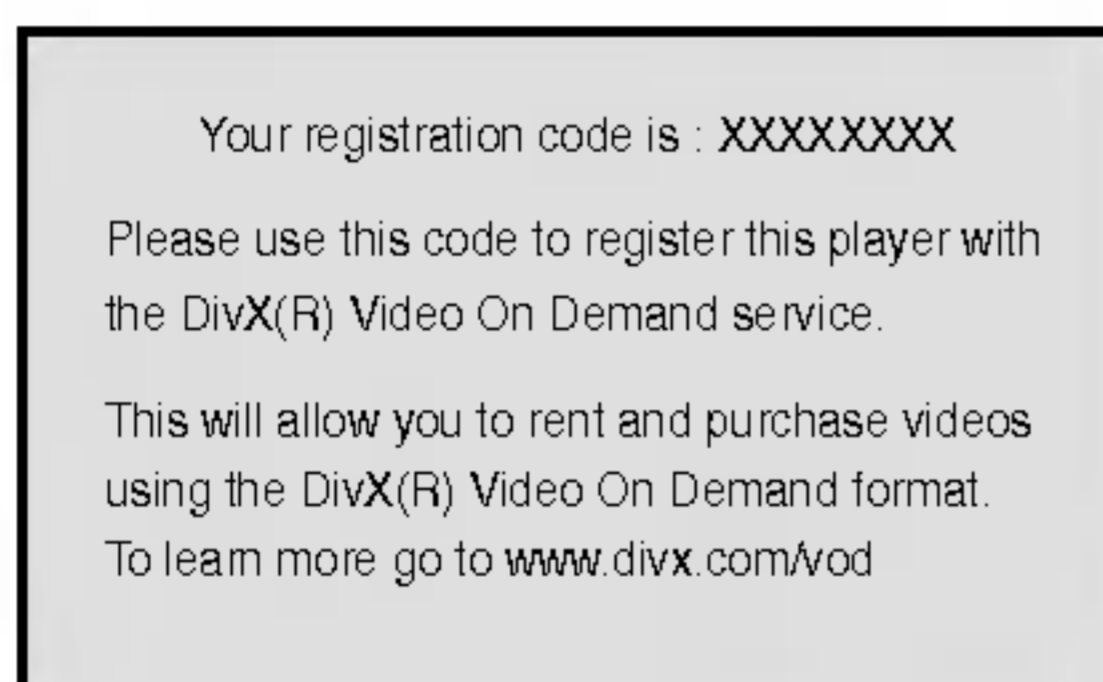 Your registration code is : XXXXXXXX
Please use this code to register this player with
the DivX(R) Video On Demand service.
This will allow you to rent and purchase videos
using the DivX(R) Video On Demand format.
To learn more go to www.divx.com/vod